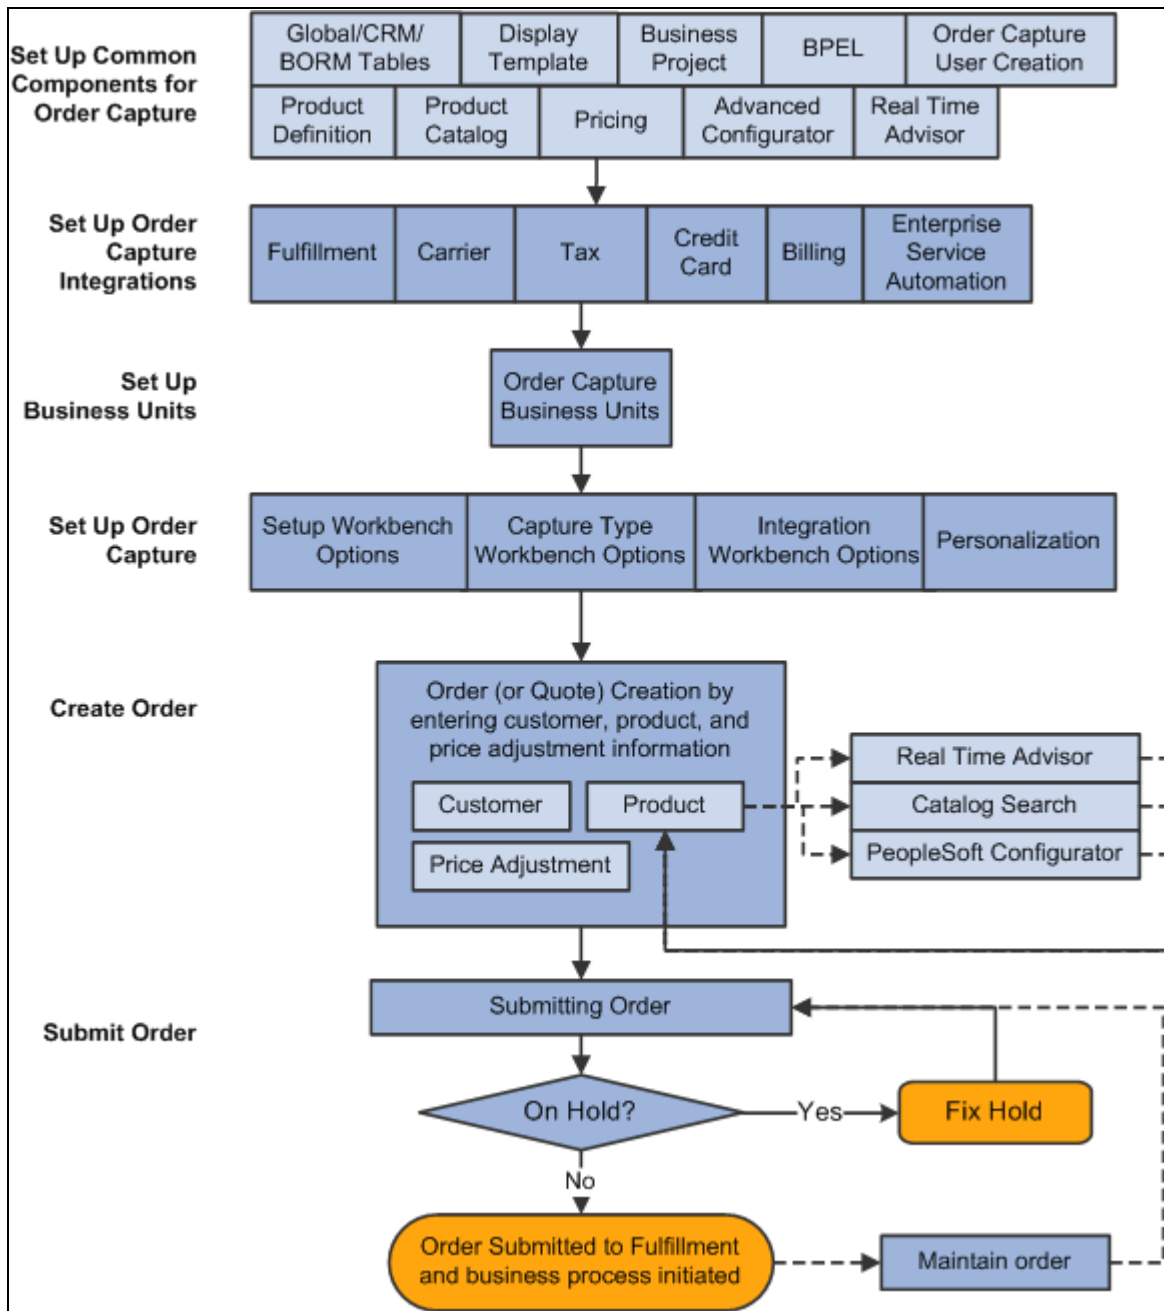 Set Up Common
Components for
Order Capture
Global/CRM/
BORM Tables
Display
Template
Business
Project
BPEL
Order Capture
User Creation
Product
Definition
Product
Catalog
Pricing
Advanced
Configurator
Real Time
Advisor
Set Up Order
Capture
Integrations
Fulfillment
Carrier
Tax
Credit
Card
Billing
Enterprise
Service
Automation
Set Up
Business Units
Order Capture
Business Units
Set Up Order
Capture
Setup Workbench
Options
Capture Type
Workbench Options
Integration
Workbench Options
Personalization
Create Order
Order (or Quote) Creation by
entering customer, product, and
price adjustment information
Customer
Product
Price Adjustment
Real Time Advisor
Catalog Search
PeopleSoft Configurator
Submit Order
Submitting Order
On Hold?
Yes
Fix Hold
No
Order Submitted to Fulfillment
and business process initiated
Maintain order